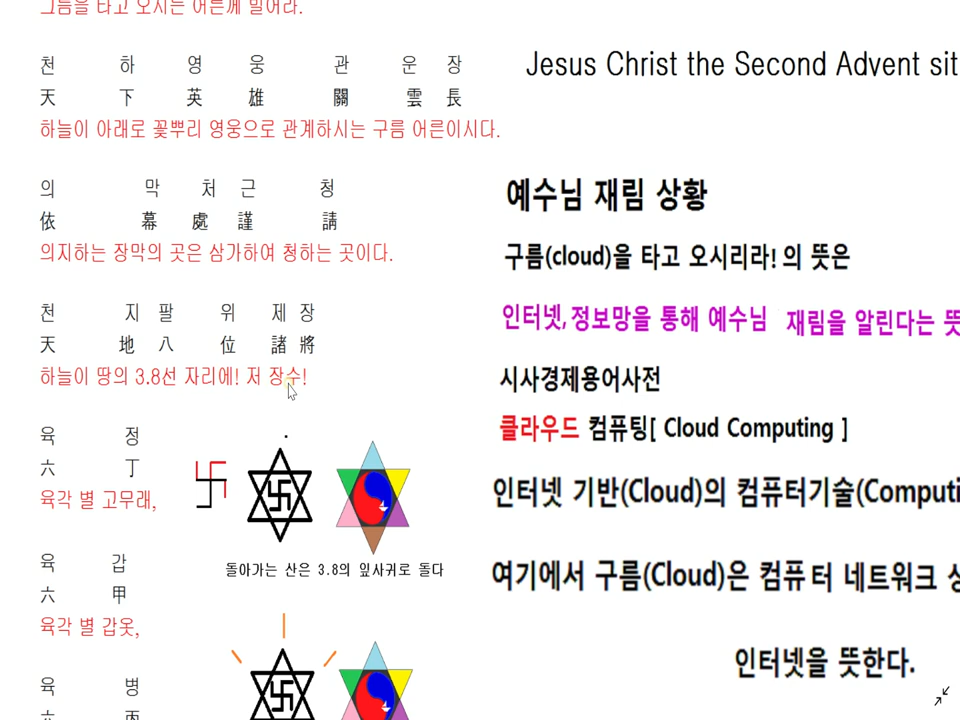 구름을 타고 오시는 어른께 빌어라.
천 하 영 웅 관 운 장
天 下 英 雄 關 雲 長
하늘이 아래로 꽃뿌리 영웅으로 관계하시는 구름 어른이시다.
의 막 처 근 청
依 幕 處 謹 請
의지하는 장막의 곳은 삼가하여 청하는 곳이다.
천 지 팔 위 제 장
天 地 八 位 諸 將
하늘이 땅의 3.8선 자리에! 저 장수!
육 정
六 丁
육각 별 고무래,
돌아가는 산은 3.8의 잎사귀로 돌다
육 갑
六 甲
육각 별 갑옷,
육 병
六 丙
Jesus Christ the Second Advent sit
예수님 재림 상황
구름(cloud)을 타고 오시리라! 의 뜻은
인터넷, 정보망을 통해 예수님 재림을 알린다는 뜻
시사경제용어사전
클라우드 컴퓨팅[ Cloud Computing ]
인터넷 기반(Cloud)의 컴퓨터기술(Computi
여기에서 구름(Cloud)은 컴퓨터 네트워크 상
인터넷을 뜻한다.